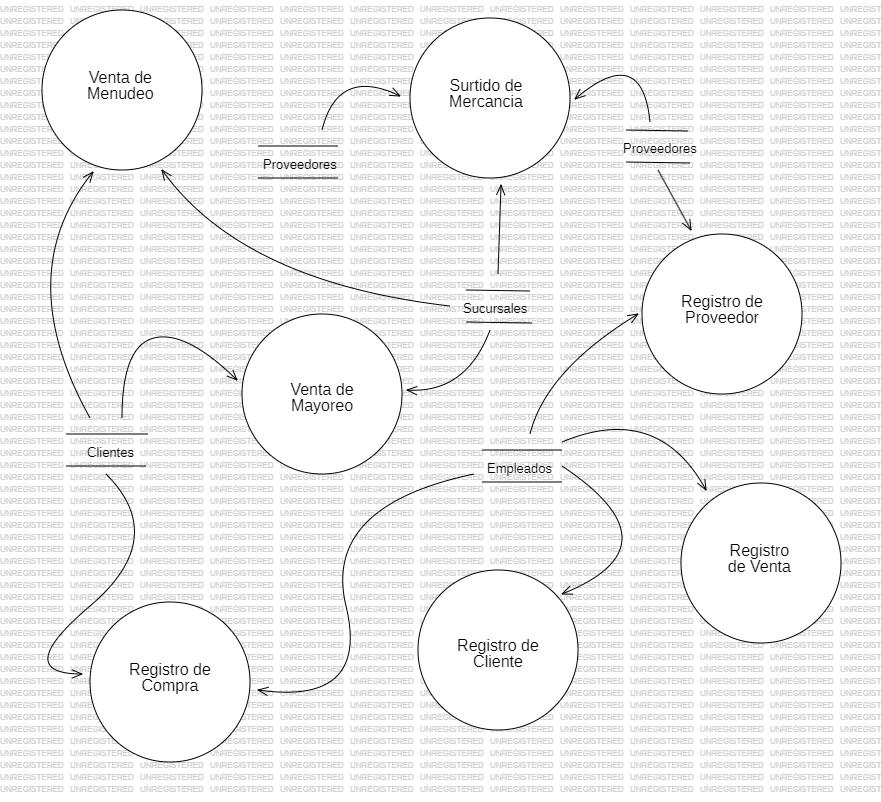 Venta de
Menudeo
Surtido de
Mercancia
Proveedores
Proveedores
Registro de
Proveedor
Sucursales
Venta de
Mayoreo
Clientes
Empleados
Registro
de Venta
Registro de
Cliente
Registro de
Compra
UNREGISTERED